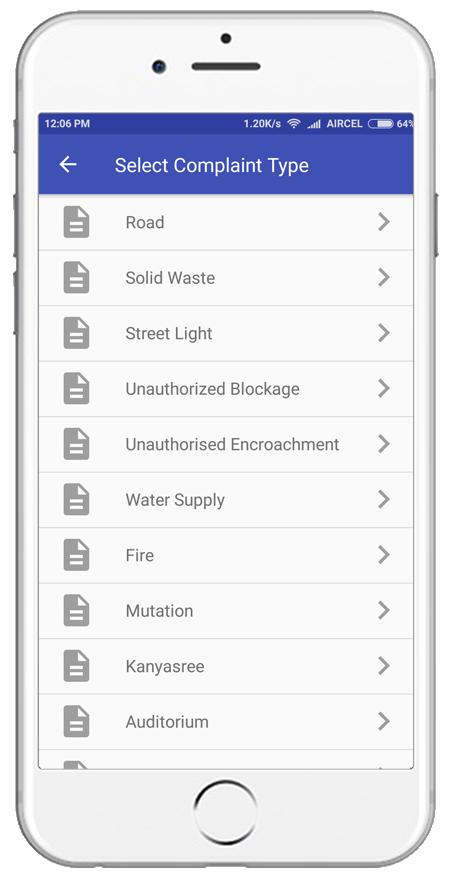 12:06 PM 1.20K/s AIRCEL 64%
Select Complaint Type
Road
Solid Waste
Street Light
Unauthorized Blockage
Unauthorised Encroachment
Water Supply
Fire
Mutation
Kanyasree
Auditorium